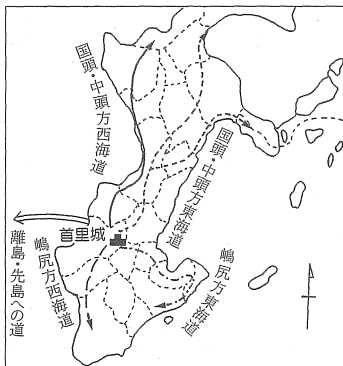 国頭・中頭方西海道
国頭・中頭方東海道
首里城
嶋尻方東海道
嶋尻方西海道
離島・先島への道